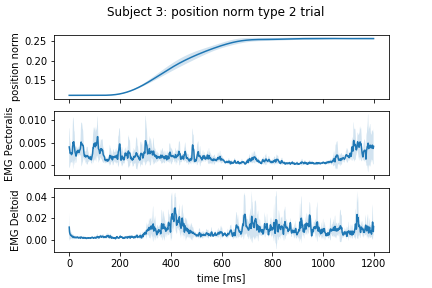 Subject 3: position norm type 2 trial
position norm
0.25
0.20
0.15
EMG Pectoralis
0.010
0.005
0.000
EMG Deltoid
0.04
0.02
0.00
0 200 400 600 800 1000 1200
time [ms]